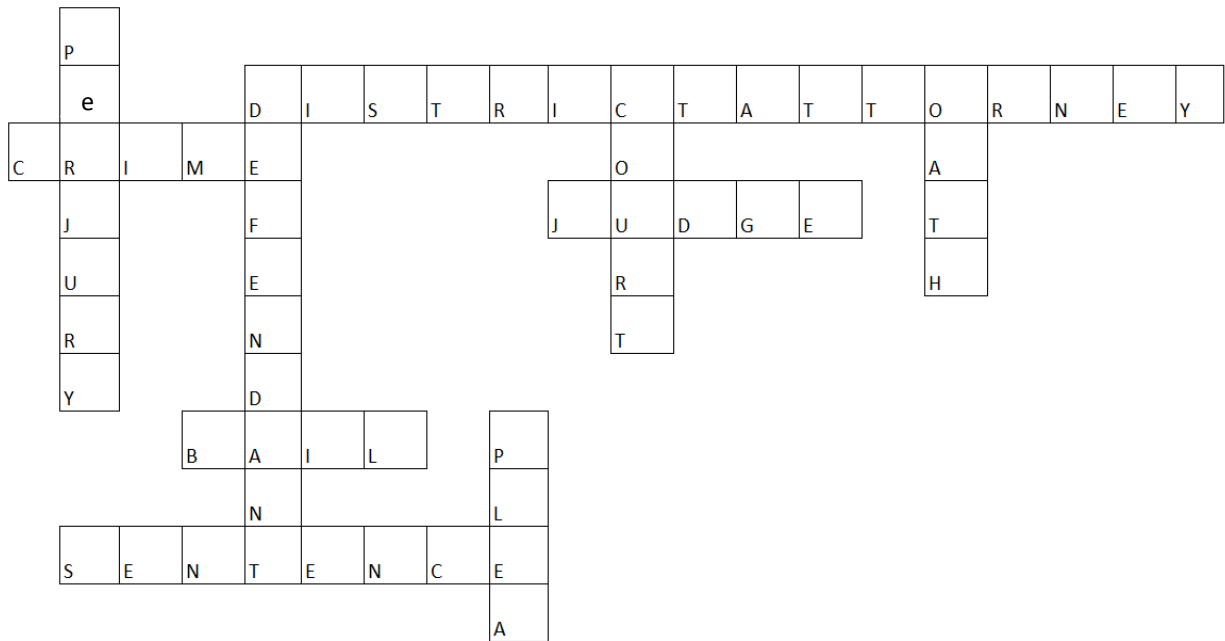 P
e D I S T R I C T A T T O R N E Y
C R I M E O A
J F J U D G E T
U E R H
R N T
Y D
B A I L P
N L
S E N T E N C E
A